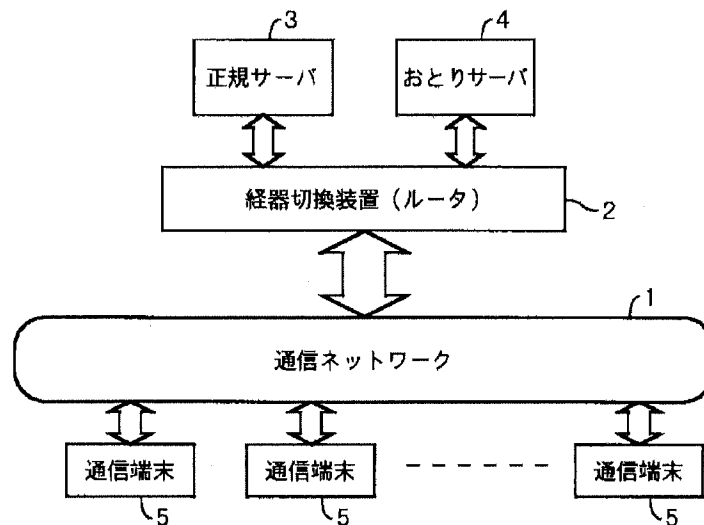 3
4
正規サーバ
おとりサーバ
経器切換装置(ルータ)
2
1
通信ネットワーク
通信端末
通信端末
通信端末
5
5
5